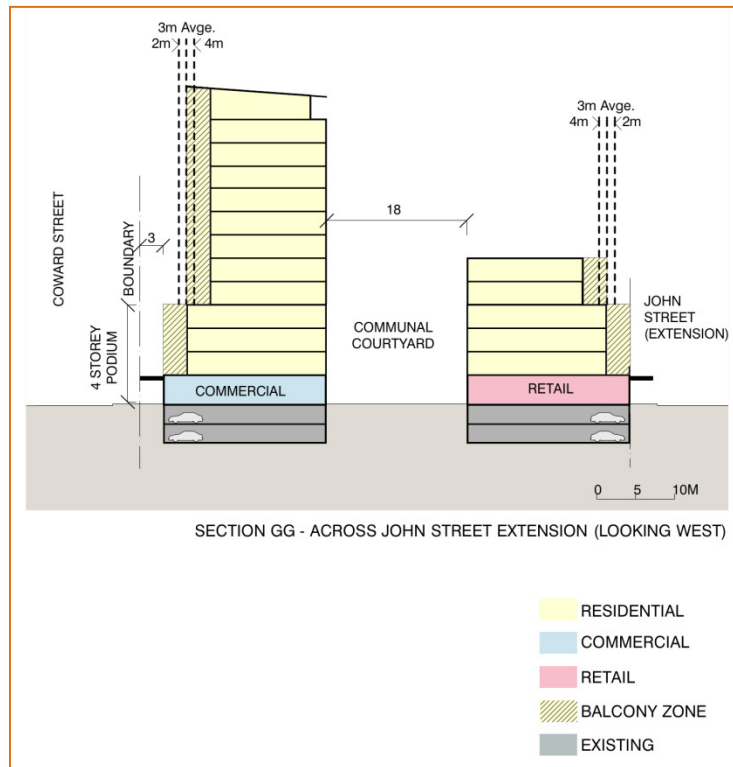 3m Avge.
2m 4m
3m Avge.
4m 2m
COWARD STREET
BOUNDARY
3
18
4 STOREY
PODIUM
COMMUNAL
COURTYARD
JOHN
STREET
(EXTENSION)
COMMERCIAL
RETAIL
0 5 10M
SECTION GG - ACROSS JOHN STREET EXTENSION (LOOKING WEST)
RESIDENTIAL
COMMERCIAL
RETAIL
BALCONY ZONE
EXISTING